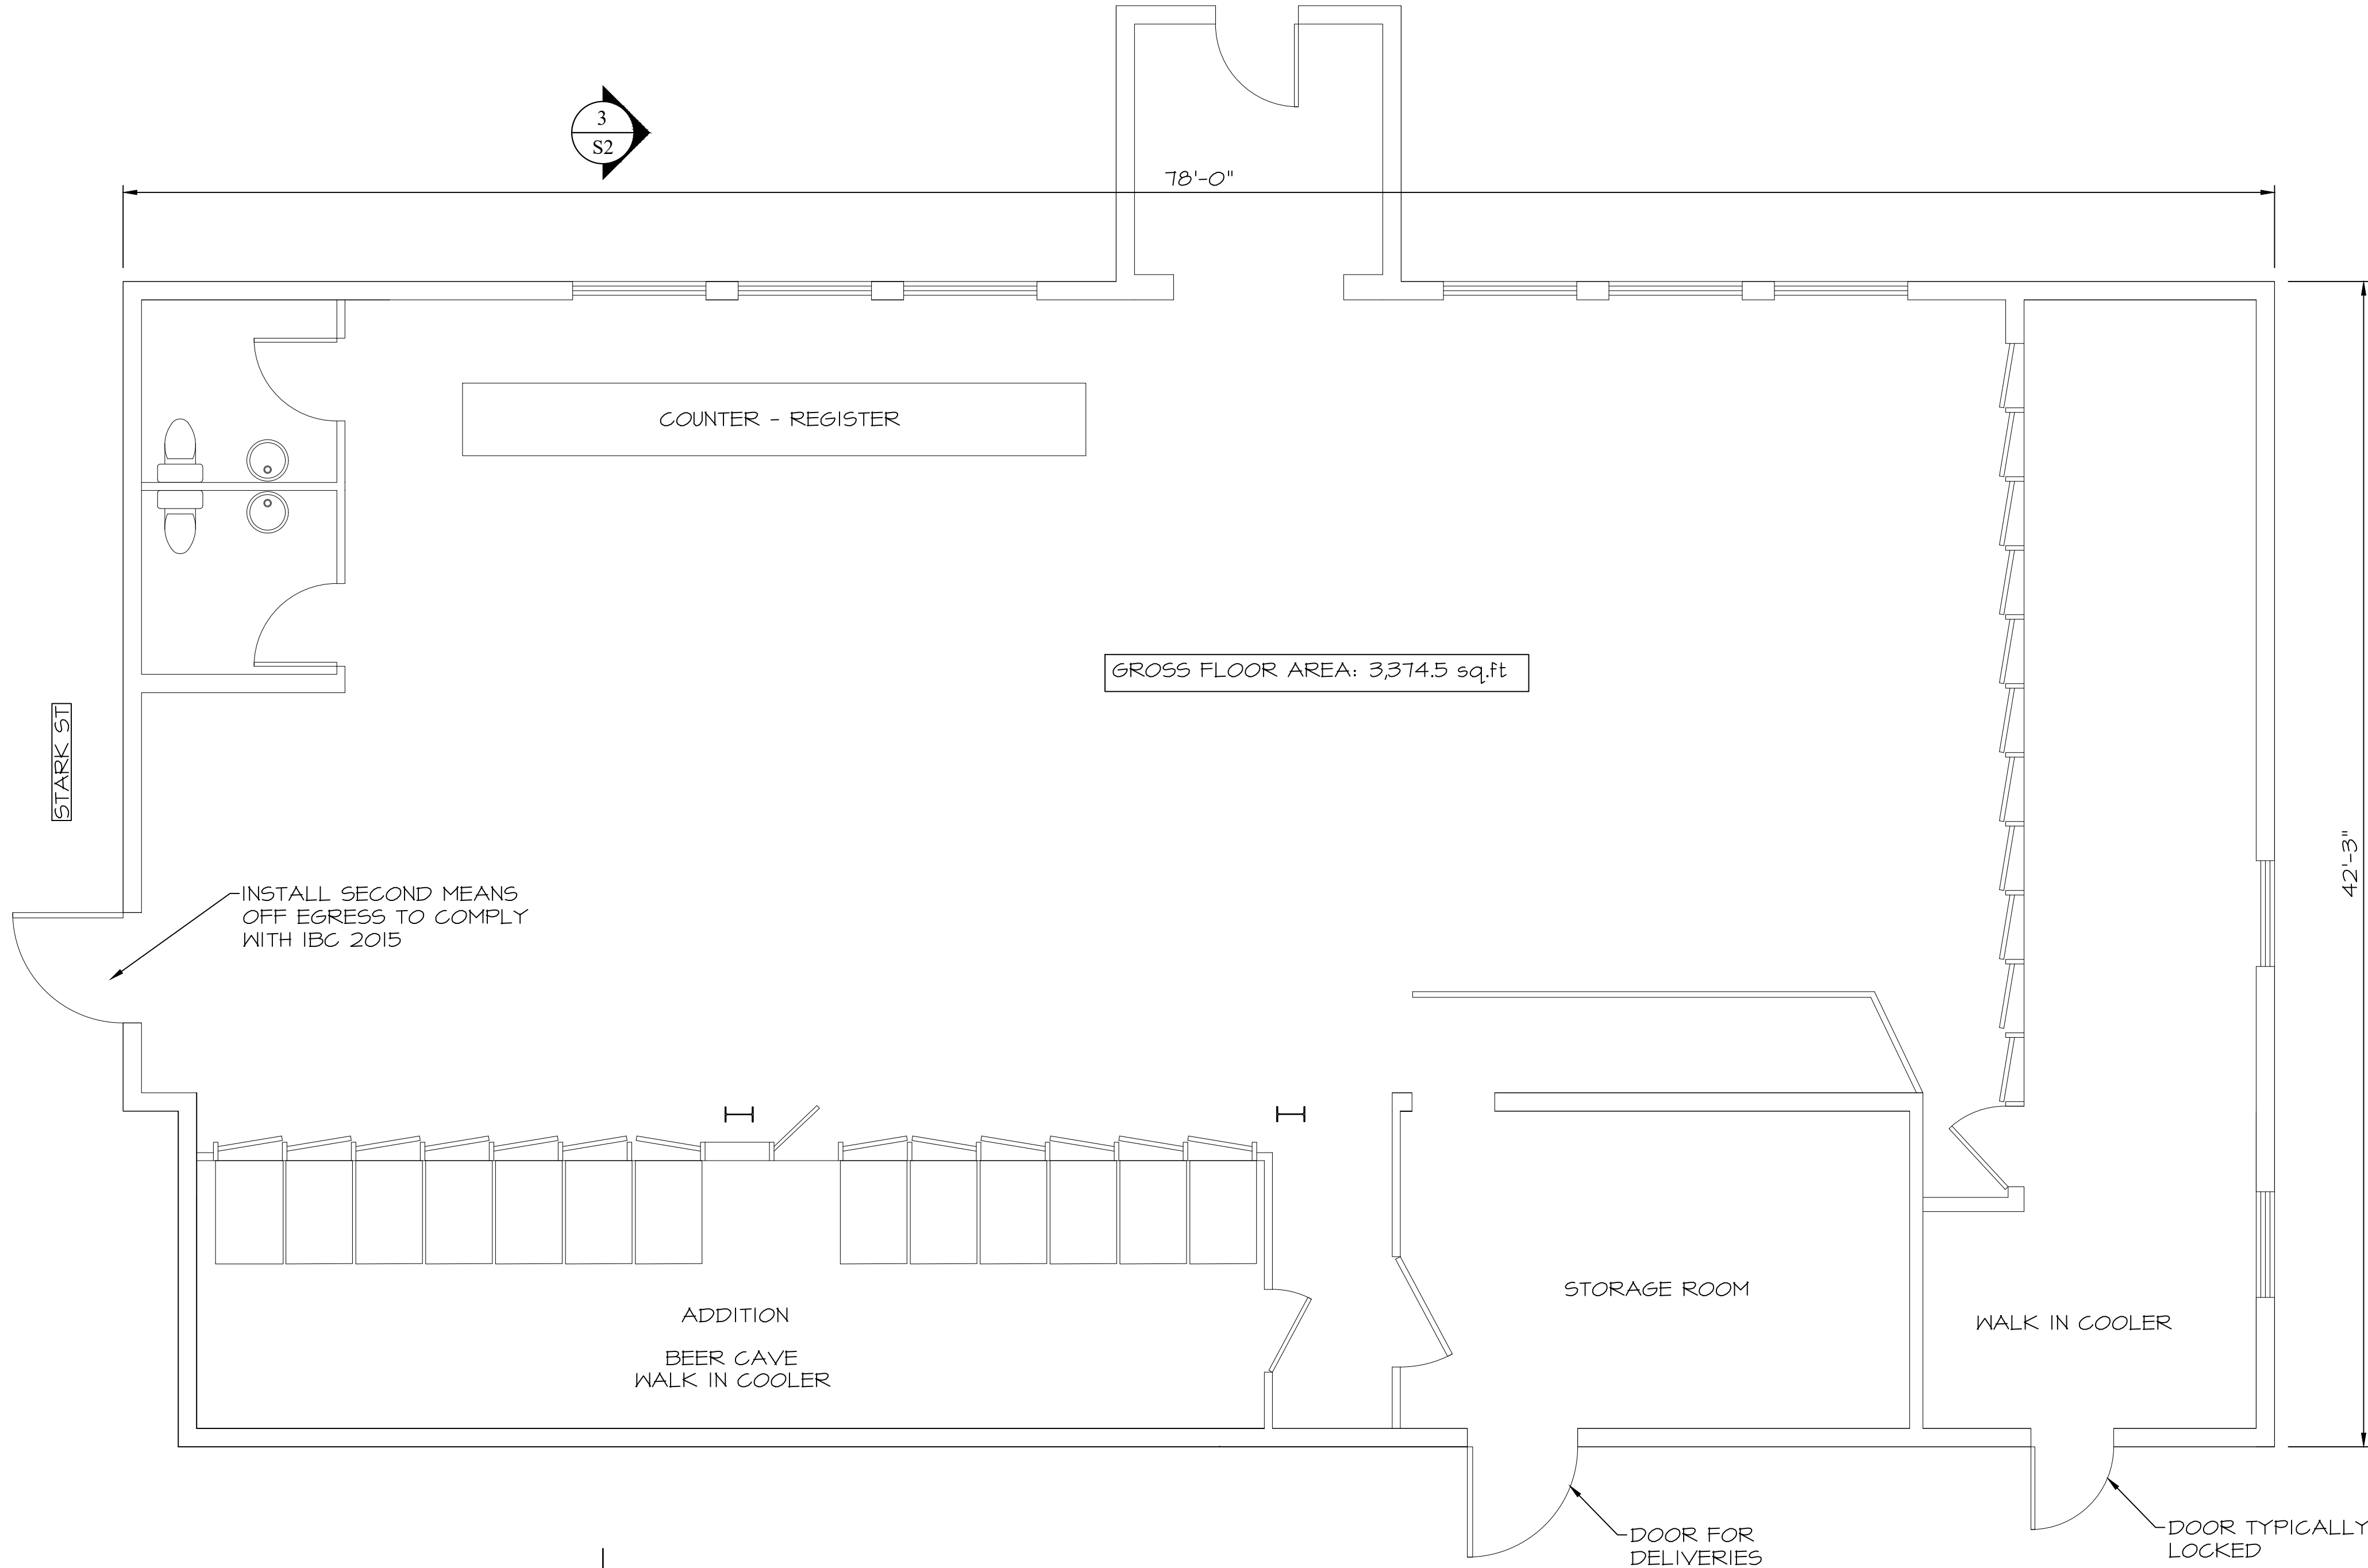 3
S2
78'-0"
COUNTER - REGISTER
GROSS FLOOR AREA: 3,374.5 sq.ft
STARK ST
42'-3"
INSTALL SECOND MEANS
OFF EGRESS TO COMPLY
WITH IBC 2015
STORAGE ROOM
ADDITION
WALK IN COOLER
BEER CAVE
WALK IN COOLER
DOOR FOR
DELIVERIES
DOOR TYPICALLY
LOCKED